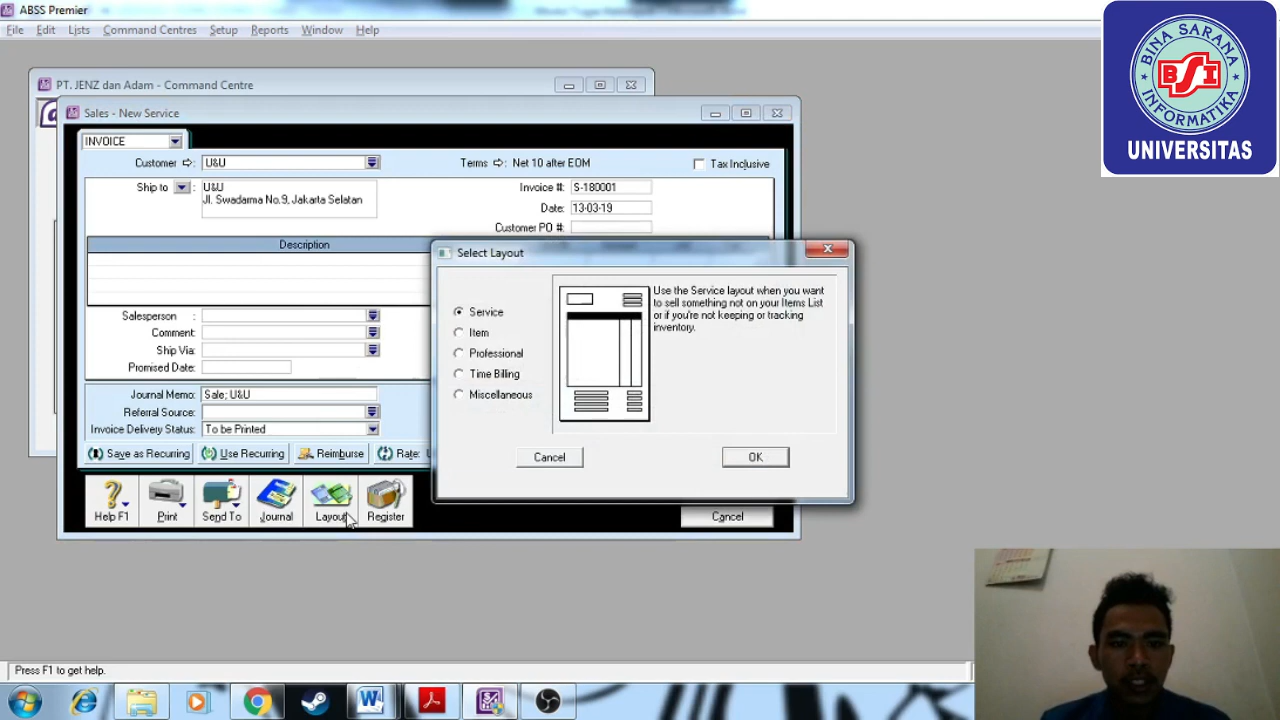 ABSS Premier
File Edit Lists Command Centres Setup Reports Window Help
PT. JENZ dan Adam - Command Centre
Sales - New Service
INVOICE
Customer : U&U
Terms : Net 10 after EOM
Tax Inclusive
Ship to : U&U
Jl. Swadarma No.9, Jakarta Selatan
Invoice #: S-180001
Date: 13-03-19
Customer PO #:
Description
Salesperson :
Comment:
Ship Via:
Promised Date:
Journal Memo: Sale; U&U
Referral Source:
Invoice Delivery Status: To be Printed
Save as Recurring Use Recurring Reimburse Rate:
Help F1 Print Send To Journal Layout Register
Cancel
Select Layout
Service
Item
Professional
Time Billing
Miscellaneous
Use the Service layout when you want
to sell something not on your Items List
or if you're not keeping or tracking
inventory.
Cancel OK
Press F1 to get help.
BINA SARANA
BSI
INFORMATIKA
UNIVERSITAS